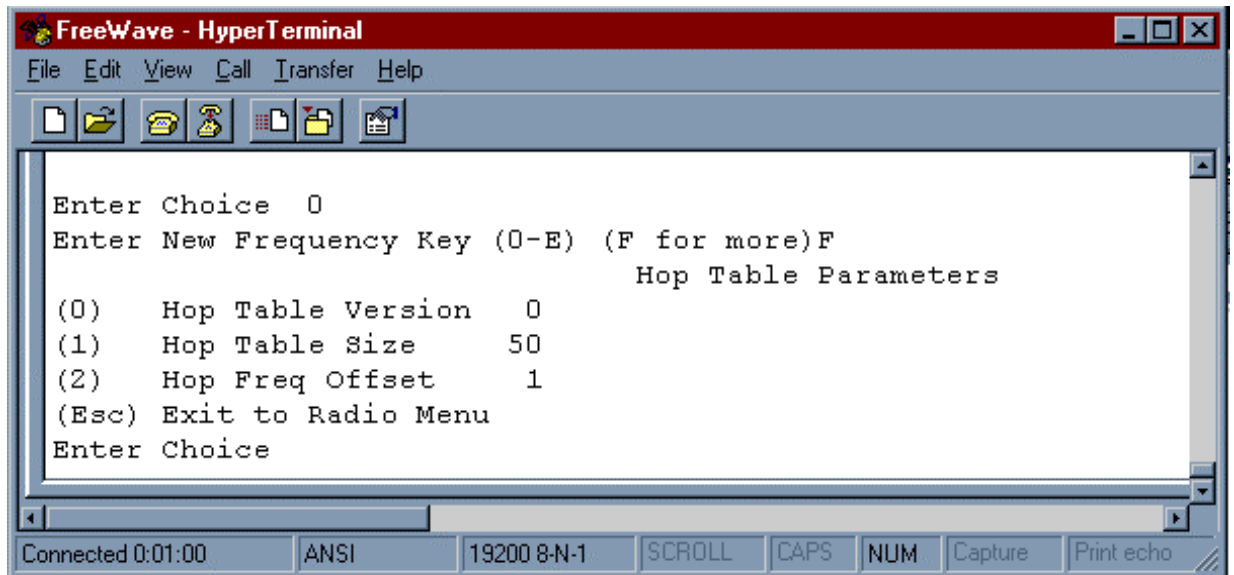 FreeWave - HyperTerminal
File Edit View Call Transfer Help
Enter Choice 0
Enter New Frequency Key (0-E) (F for more)F
Hop Table Parameters
(0) Hop Table Version 0
(1) Hop Table Size 50
(2) Hop Freq Offset 1
(Esc) Exit to Radio Menu
Enter Choice
Connected 0:01:00 ANSI 19200 8-N-1 SCROLL CAPS NUM Capture Print echo